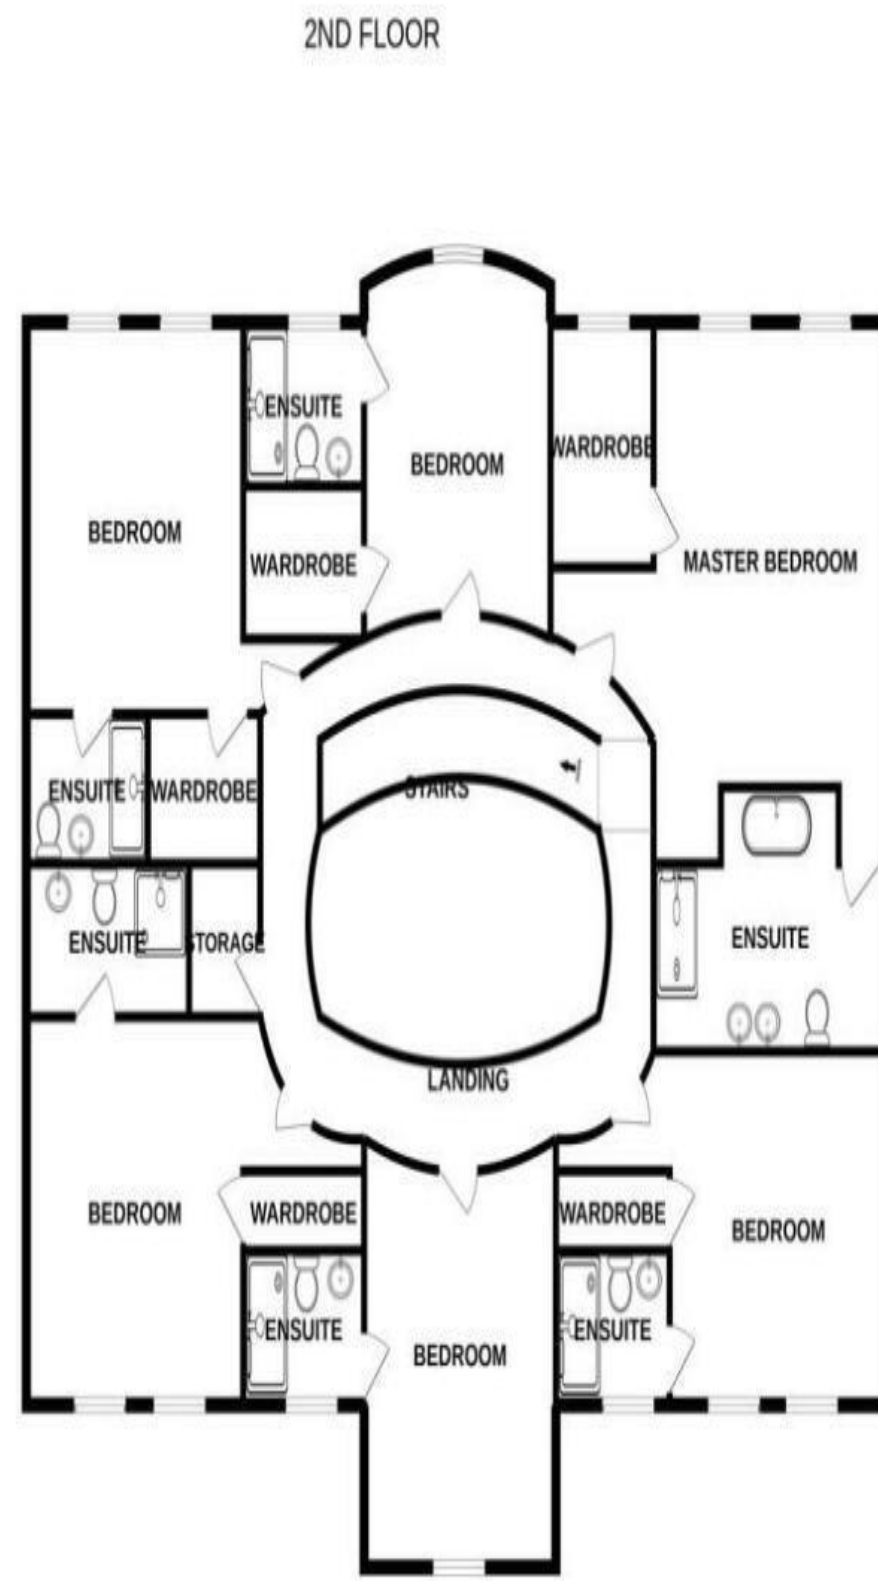 2ND FLOOR
ENSUITE
BEDROOM
WARDROBE
BEDROOM
WARDROBE
MASTER BEDROOM
STAIRS
ENSUITE
WARDROBE
ENSUITE
STORAGE
ENSUITE
LANDING
BEDROOM
WARDROBE
WARDROBE
BEDROOM
ENSUITE
BEDROOM
ENSUITE